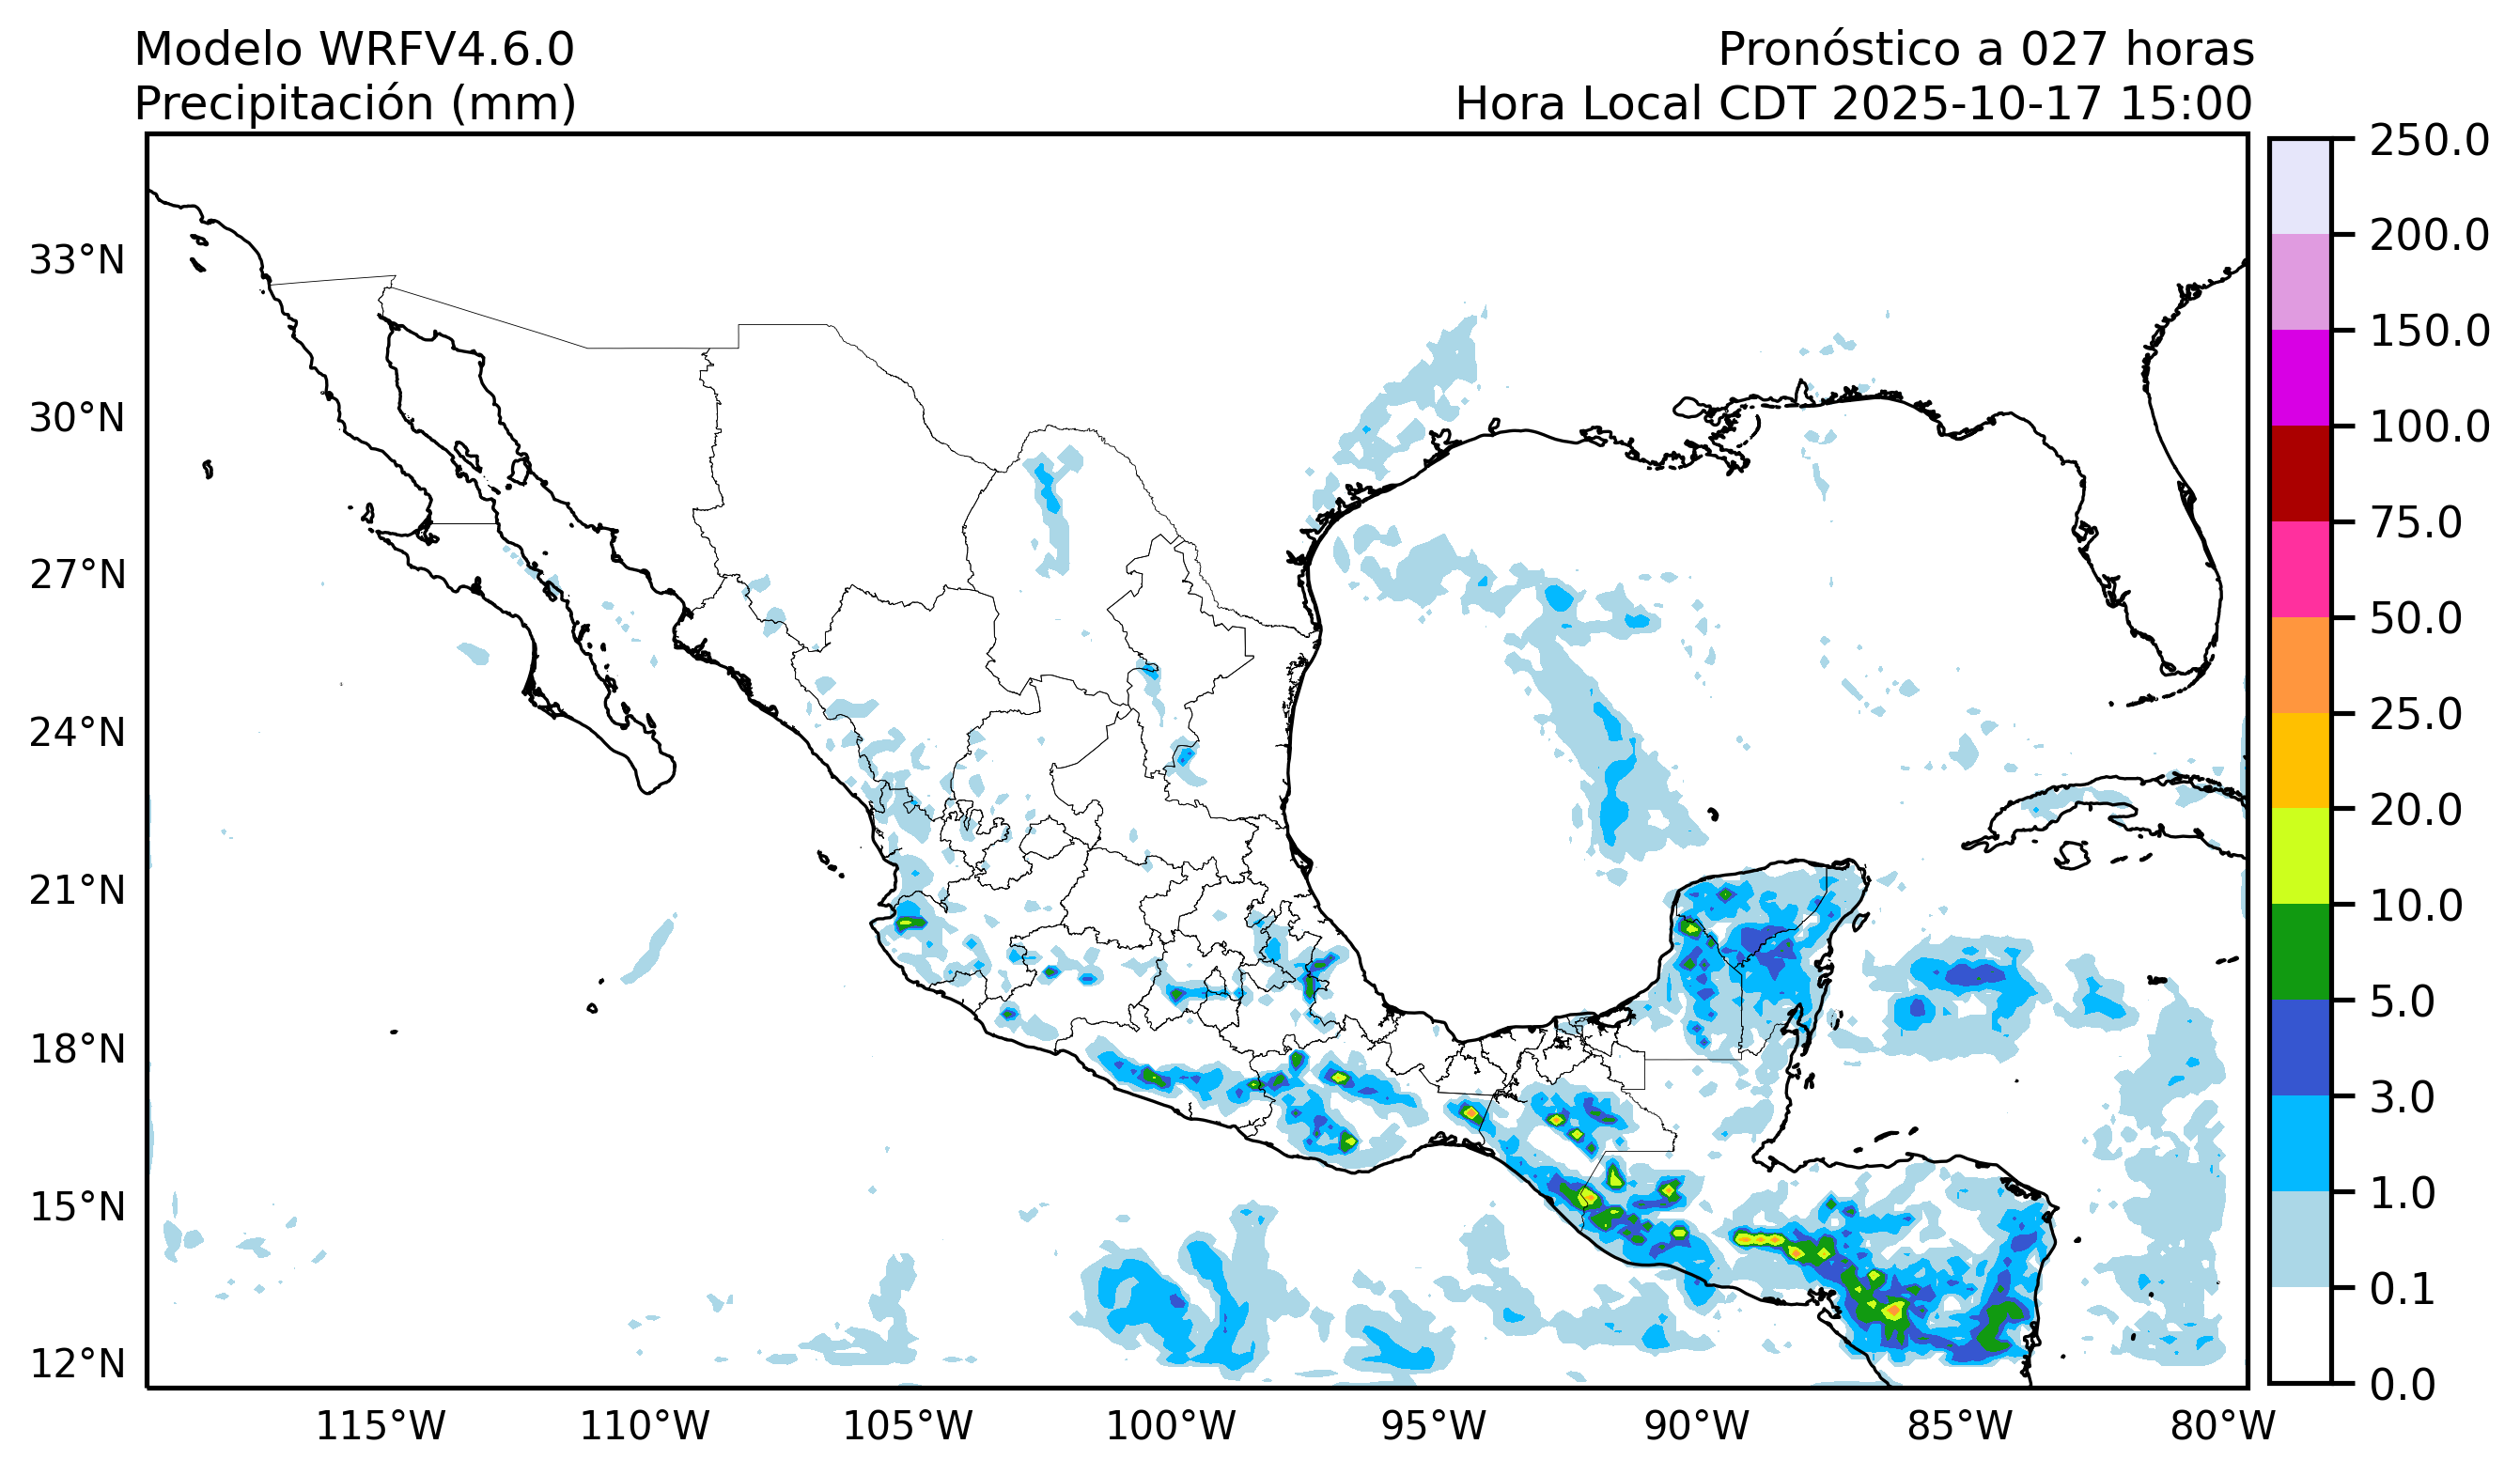 Modelo WRFV4.6.0
Precipitación (mm)
Pronóstico a 027 horas
Hora Local CDT 2025-10-17 15:00
33°N
30°N
27°N
24°N
21°N
18°N
15°N
12°N
115°W
110°W
105°W
100°W
95°W
90°W
85°W
80°W
250.0
200.0
150.0
100.0
75.0
50.0
25.0
20.0
10.0
5.0
3.0
1.0
0.1
0.0